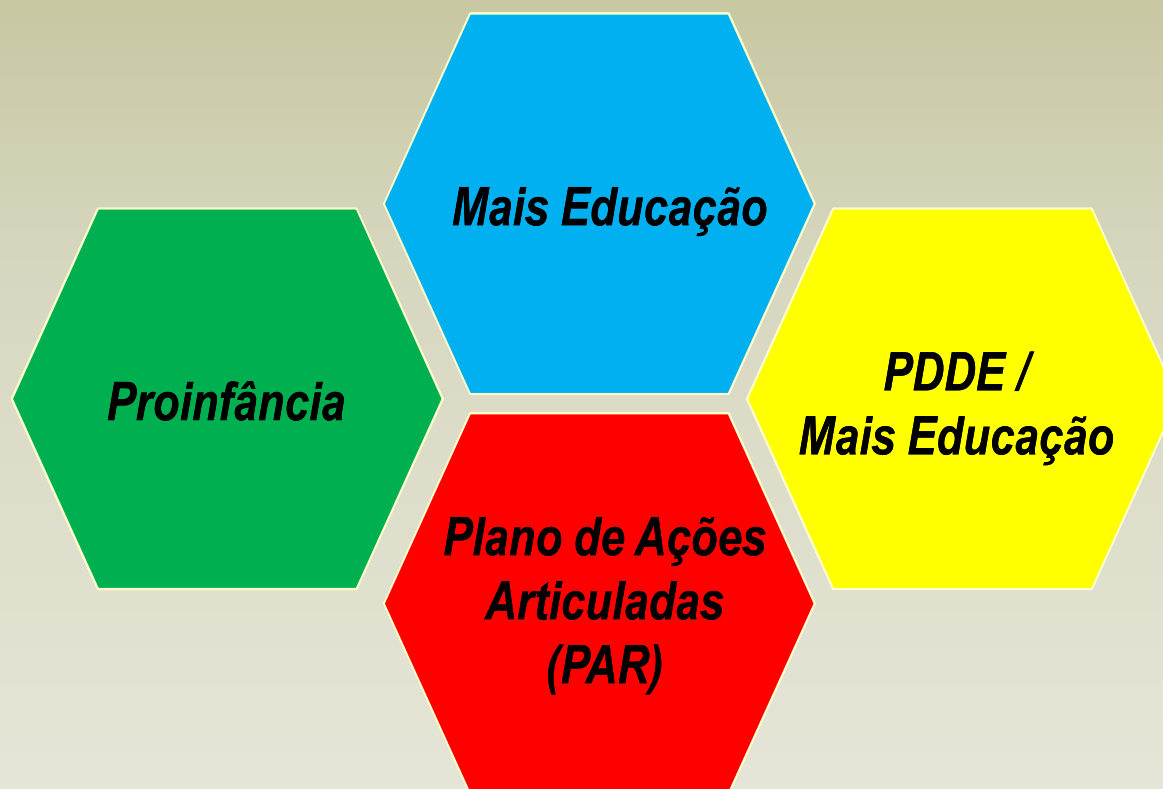 Mais Educação
Proinfância
PDDE /
Mais Educação
Plano de Ações
Articuladas
(PAR)